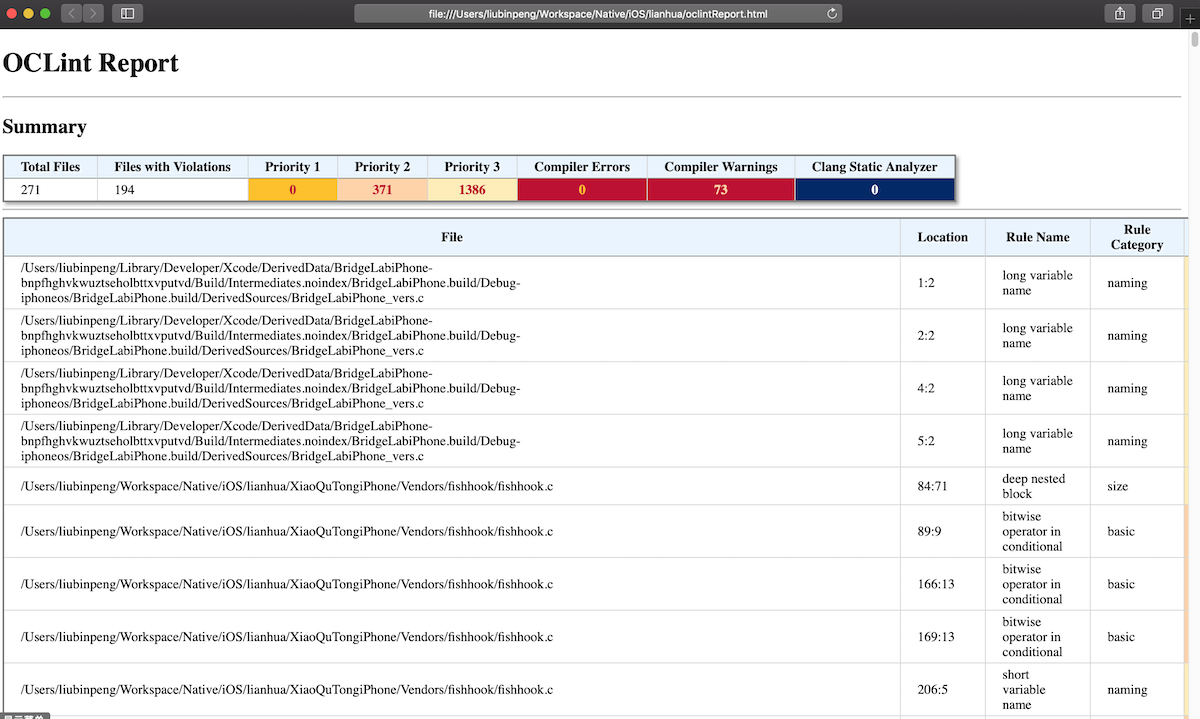 file:///Users/liubinpeng/Workspace/Native/iOS/lianhua/oclintReport.html
OCLint Report
Summary
Total Files Files with Violations Priority 1 Priority 2 Priority 3 Compiler Errors Compiler Warnings Clang Static Analyzer
271 194 0 371 1386 0 73 0
File Location Rule Name Rule
Category
/Users/liubinpeng/Library/Developer/Xcode/DerivedData/BridgeLabiPhone-
bnpfhghvkwuztseholbttxvputvd/Build/Intermediates.noindex/BridgeLabiPhone.build/Debug-
iphoneos/BridgeLabiPhone.build/DerivedSources/BridgeLabiPhone_vers.c
1:2
long variable
name
naming
/Users/liubinpeng/Library/Developer/Xcode/DerivedData/BridgeLabiPhone-
bnpfhghvkwuztseholbttxvputvd/Build/Intermediates.noindex/BridgeLabiPhone.build/Debug-
iphoneos/BridgeLabiPhone.build/DerivedSources/BridgeLabiPhone_vers.c
2:2
long variable
name
naming
/Users/liubinpeng/Library/Developer/Xcode/DerivedData/BridgeLabiPhone-
bnpfhghvkwuztseholbttxvputvd/Build/Intermediates.noindex/BridgeLabiPhone.build/Debug-
iphoneos/BridgeLabiPhone.build/DerivedSources/BridgeLabiPhone_vers.c
4:2
long variable
name
naming
/Users/liubinpeng/Library/Developer/Xcode/DerivedData/BridgeLabiPhone-
bnpfhghvkwuztseholbttxvputvd/Build/Intermediates.noindex/BridgeLabiPhone.build/Debug-
iphoneos/BridgeLabiPhone.build/DerivedSources/BridgeLabiPhone_vers.c
5:2
long variable
name
naming
/Users/liubinpeng/Workspace/Native/iOS/lianhua/XiaoQuTongiPhone/Vendors/fishhook/fishhook.c
84:71
deep nested
block
size
/Users/liubinpeng/Workspace/Native/iOS/lianhua/XiaoQuTongiPhone/Vendors/fishhook/fishhook.c
89:9
bitwise
operator in
conditional
basic
/Users/liubinpeng/Workspace/Native/iOS/lianhua/XiaoQuTongiPhone/Vendors/fishhook/fishhook.c
166:13
bitwise
operator in
conditional
basic
/Users/liubinpeng/Workspace/Native/iOS/lianhua/XiaoQuTongiPhone/Vendors/fishhook/fishhook.c
169:13
bitwise
operator in
conditional
basic
/Users/liubinpeng/Workspace/Native/iOS/lianhua/XiaoQuTongiPhone/Vendors/fishhook/fishhook.c
206:5
short
variable
name
naming